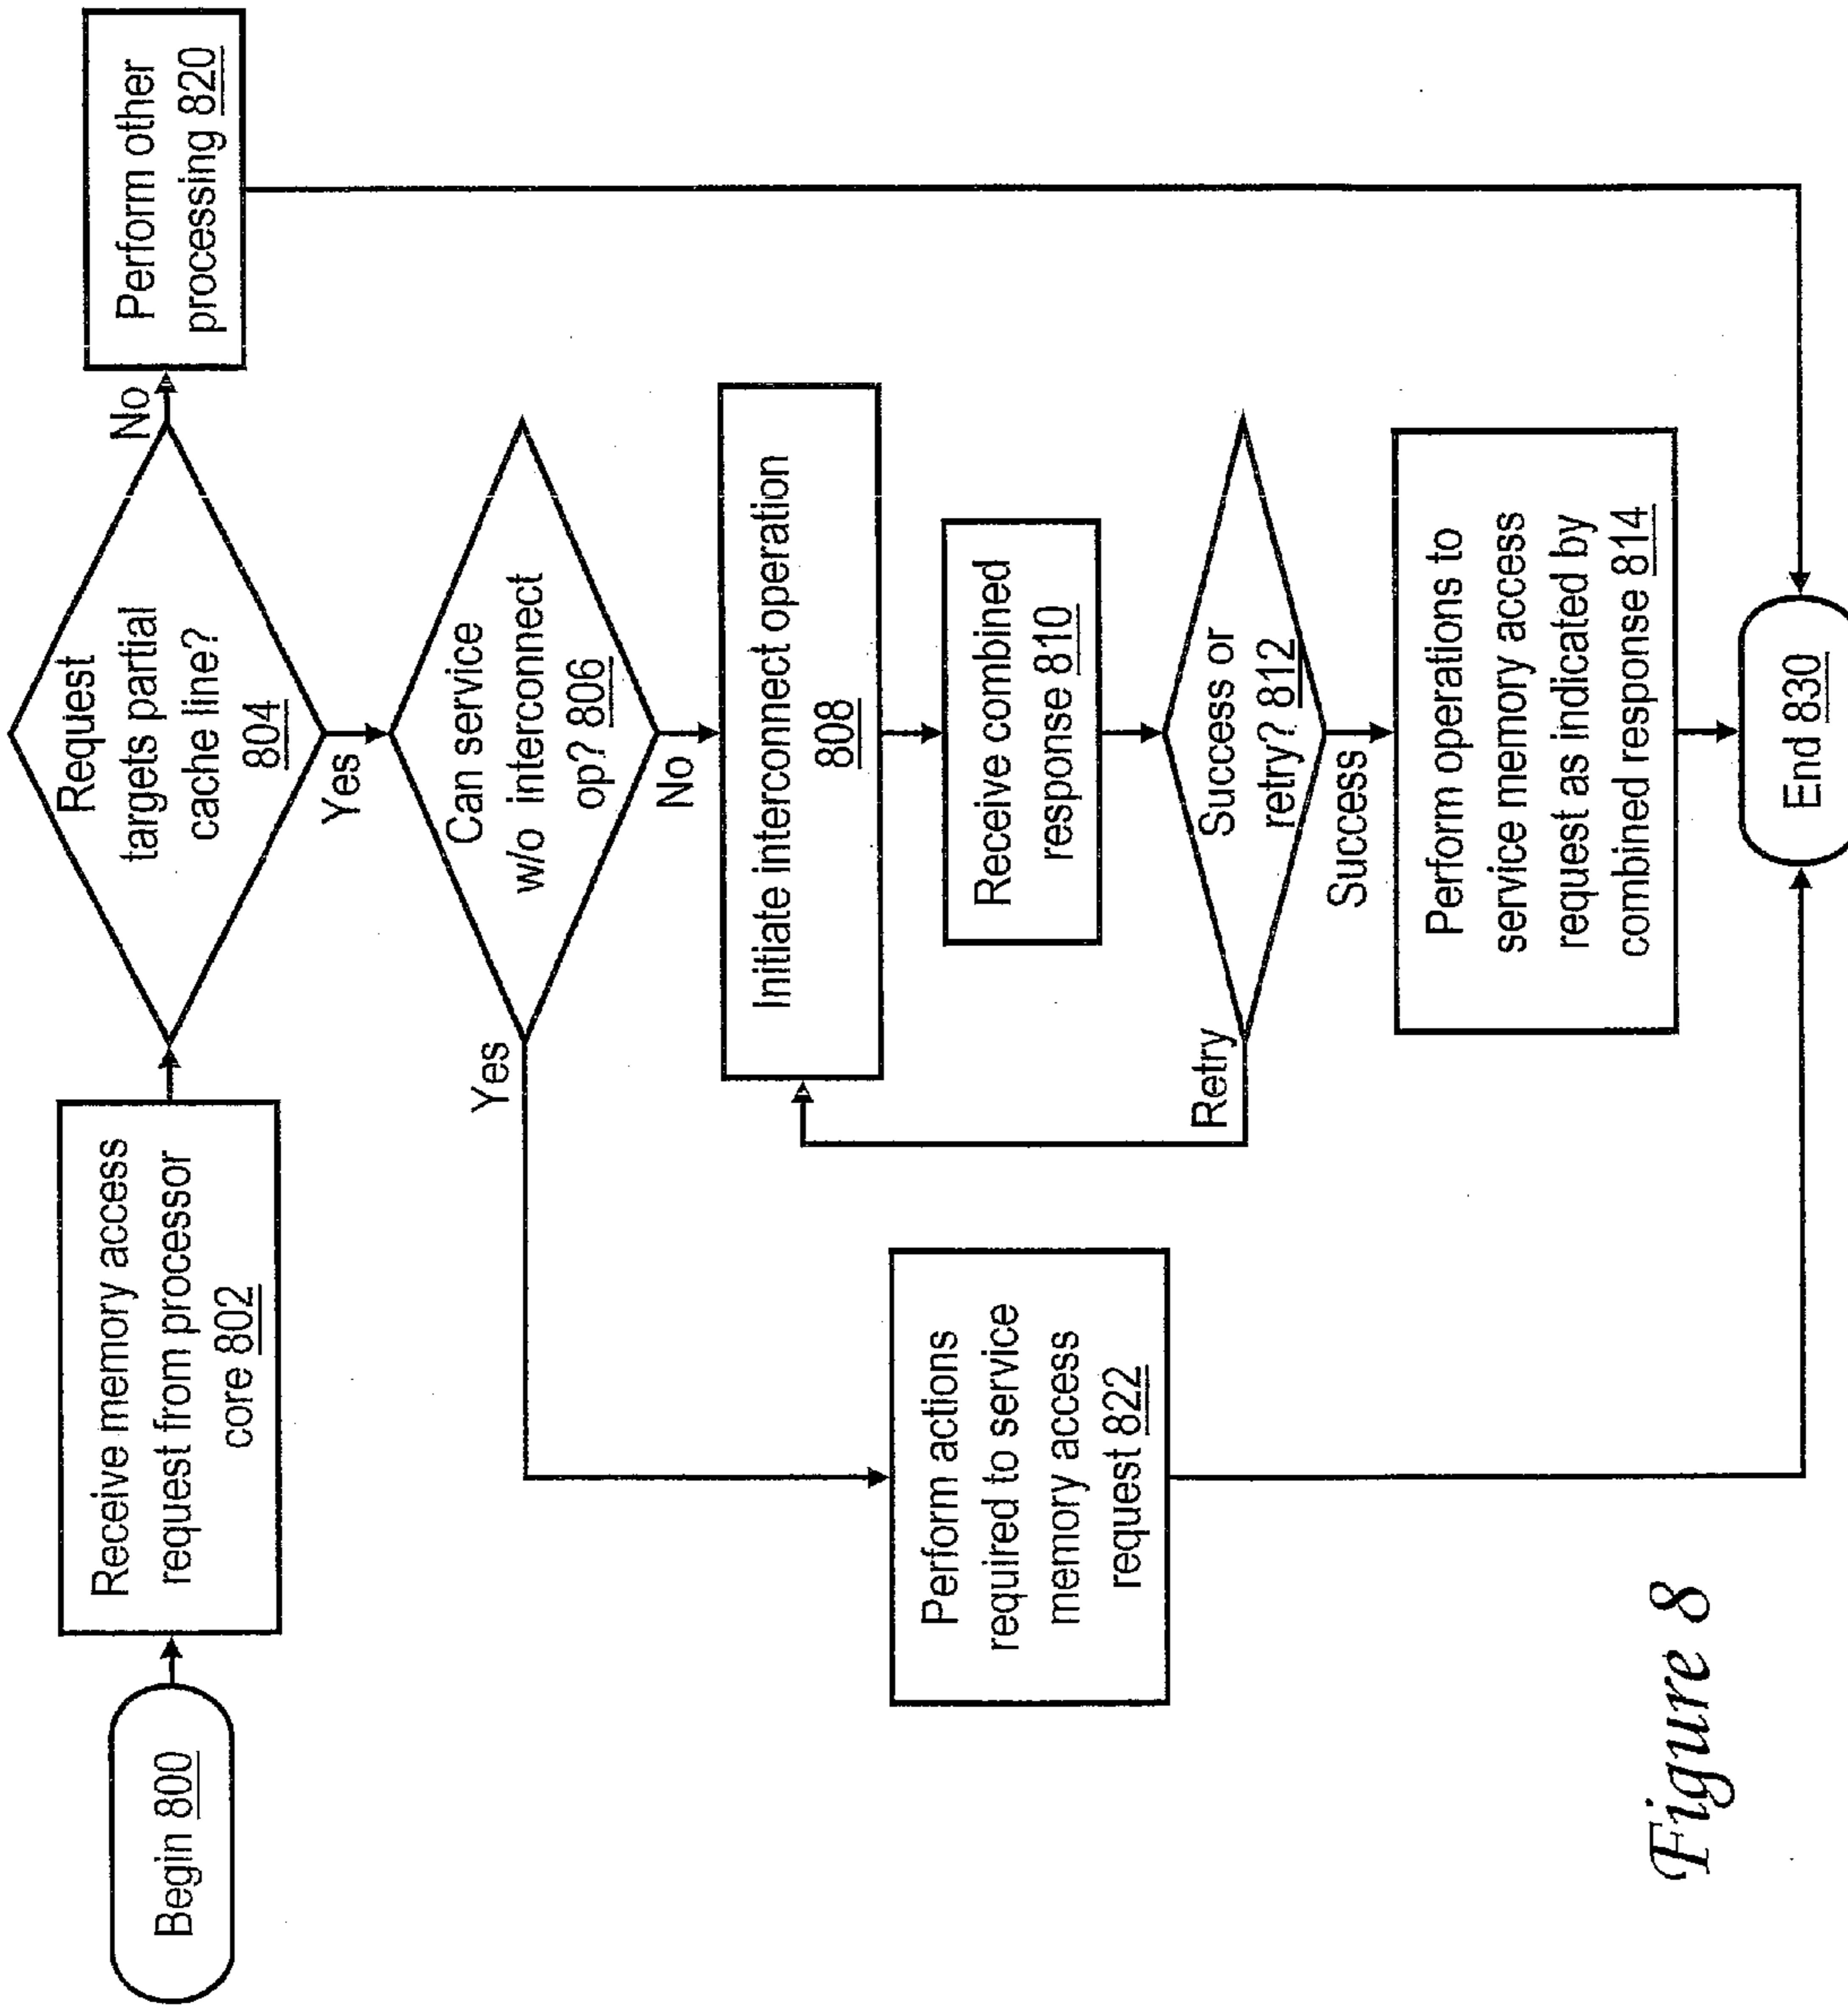 Begin 800
Receive memory access
request from processor
core 802
Request
targets partial
cache line?
804
No
Perform other
processing 820
Yes
Can service
w/o interconnect
op? 806
Yes
No
Initiate interconnect operation
808
Perform actions
required to service
memory access
request 822
Receive combined
response 810
Success or
retry? 812
Retry
Success
Perform operations to
service memory access
request as indicated by
combined response 814
End 830
Figure 8